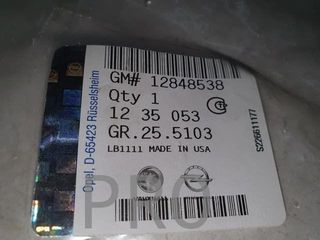 Opel, D-65423 Rüsselsheim
GM# 12848538
Qty 1
12 35 053
GR.25.5103
LB1111 MADE IN USA
S226611177
PRO